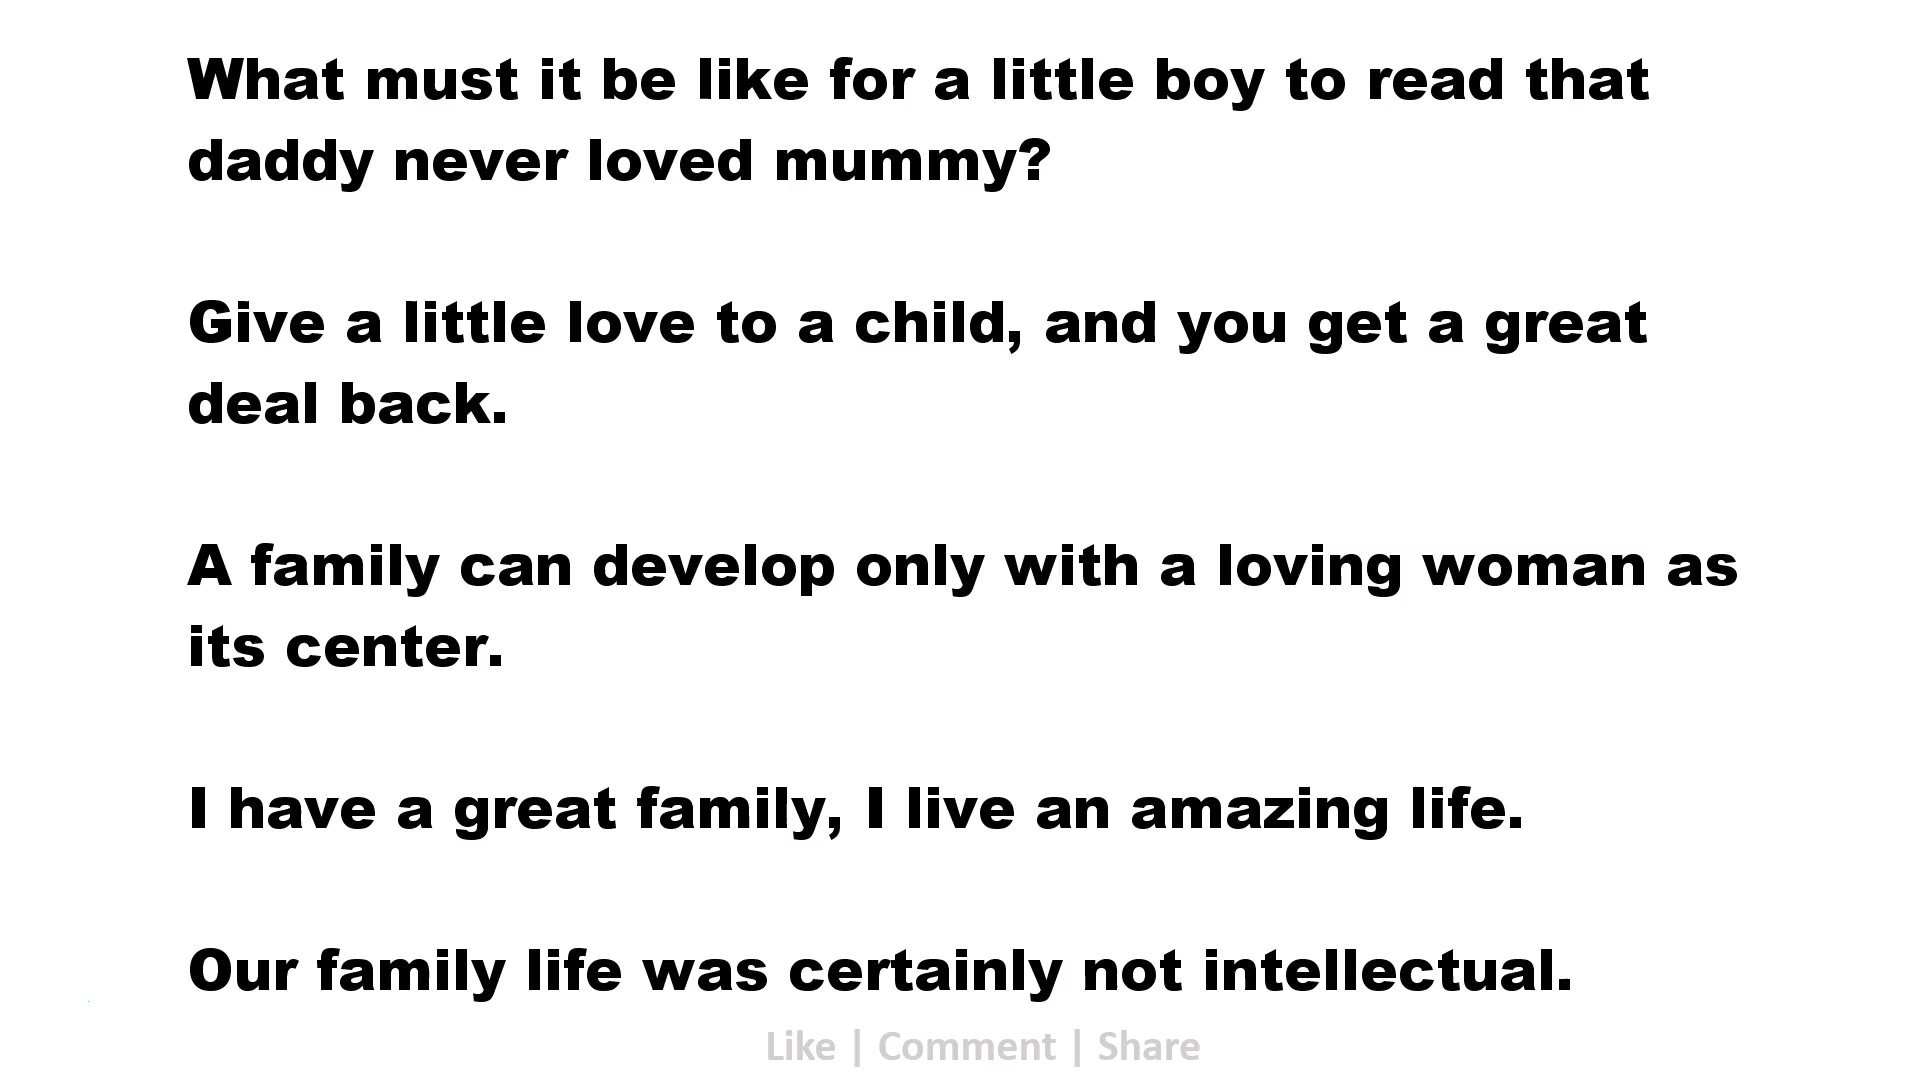 What must it be like for a little boy to read that
daddy never loved mummy?
Give a little love to a child, and you get a great
deal back.
A family can develop only with a loving woman as
its center.
I have a great family, I live an amazing life.
Our family life was certainly not intellectual.
Like | Comment | Share